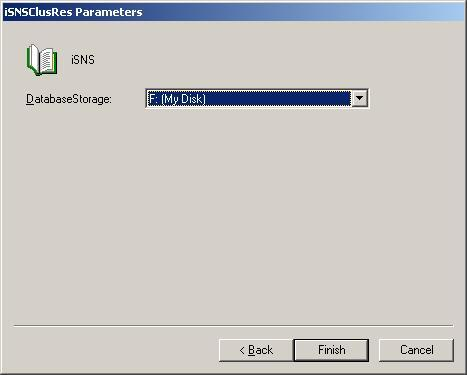 iSNSClusRes Parameters
iSNS
DatabaseStorage: F: (My Disk)
< Back Finish Cancel